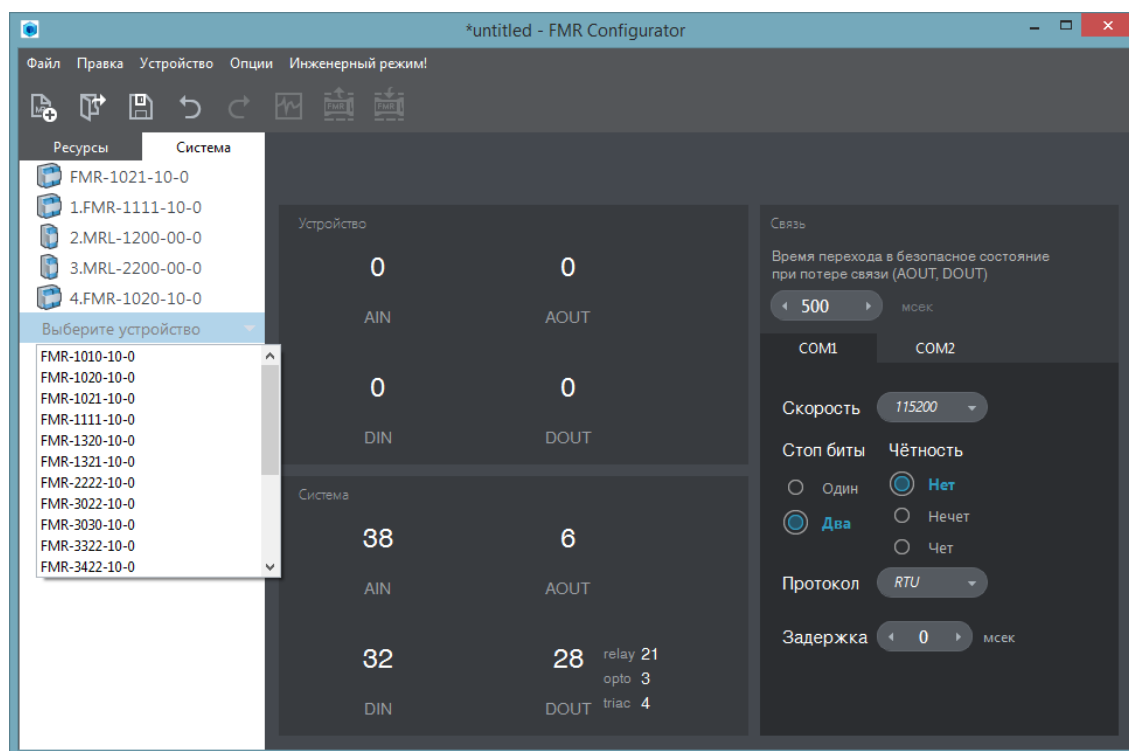 *untitled - FMR Configurator
Файл Правка Устройство Опции Инженерный режим!
Ресурсы Система
FMR-1021-10-0
1.FMR-1111-10-0
2.MRL-1200-00-0
3.MRL-2200-00-0
4.FMR-1020-10-0
Выберите устройство
FMR-1010-10-0
FMR-1020-10-0
FMR-1021-10-0
FMR-1111-10-0
FMR-1320-10-0
FMR-1321-10-0
FMR-2222-10-0
FMR-3022-10-0
FMR-3030-10-0
FMR-3322-10-0
FMR-3422-10-0
Устройство
0 0
AIN AOUT
0 0
DIN DOUT
Система
38 6
AIN AOUT
32 28 relay 21
opto 3
DIN DOUT triac 4
Связь
Время перехода в безопасное состояние
при потере связи (AOUT, DOUT)
500 мсек
COM1 COM2
Скорость 115200
Стоп биты Чётность
Один Нет
Два Нечет
Чет
Протокол RTU
Задержка 0 мсек